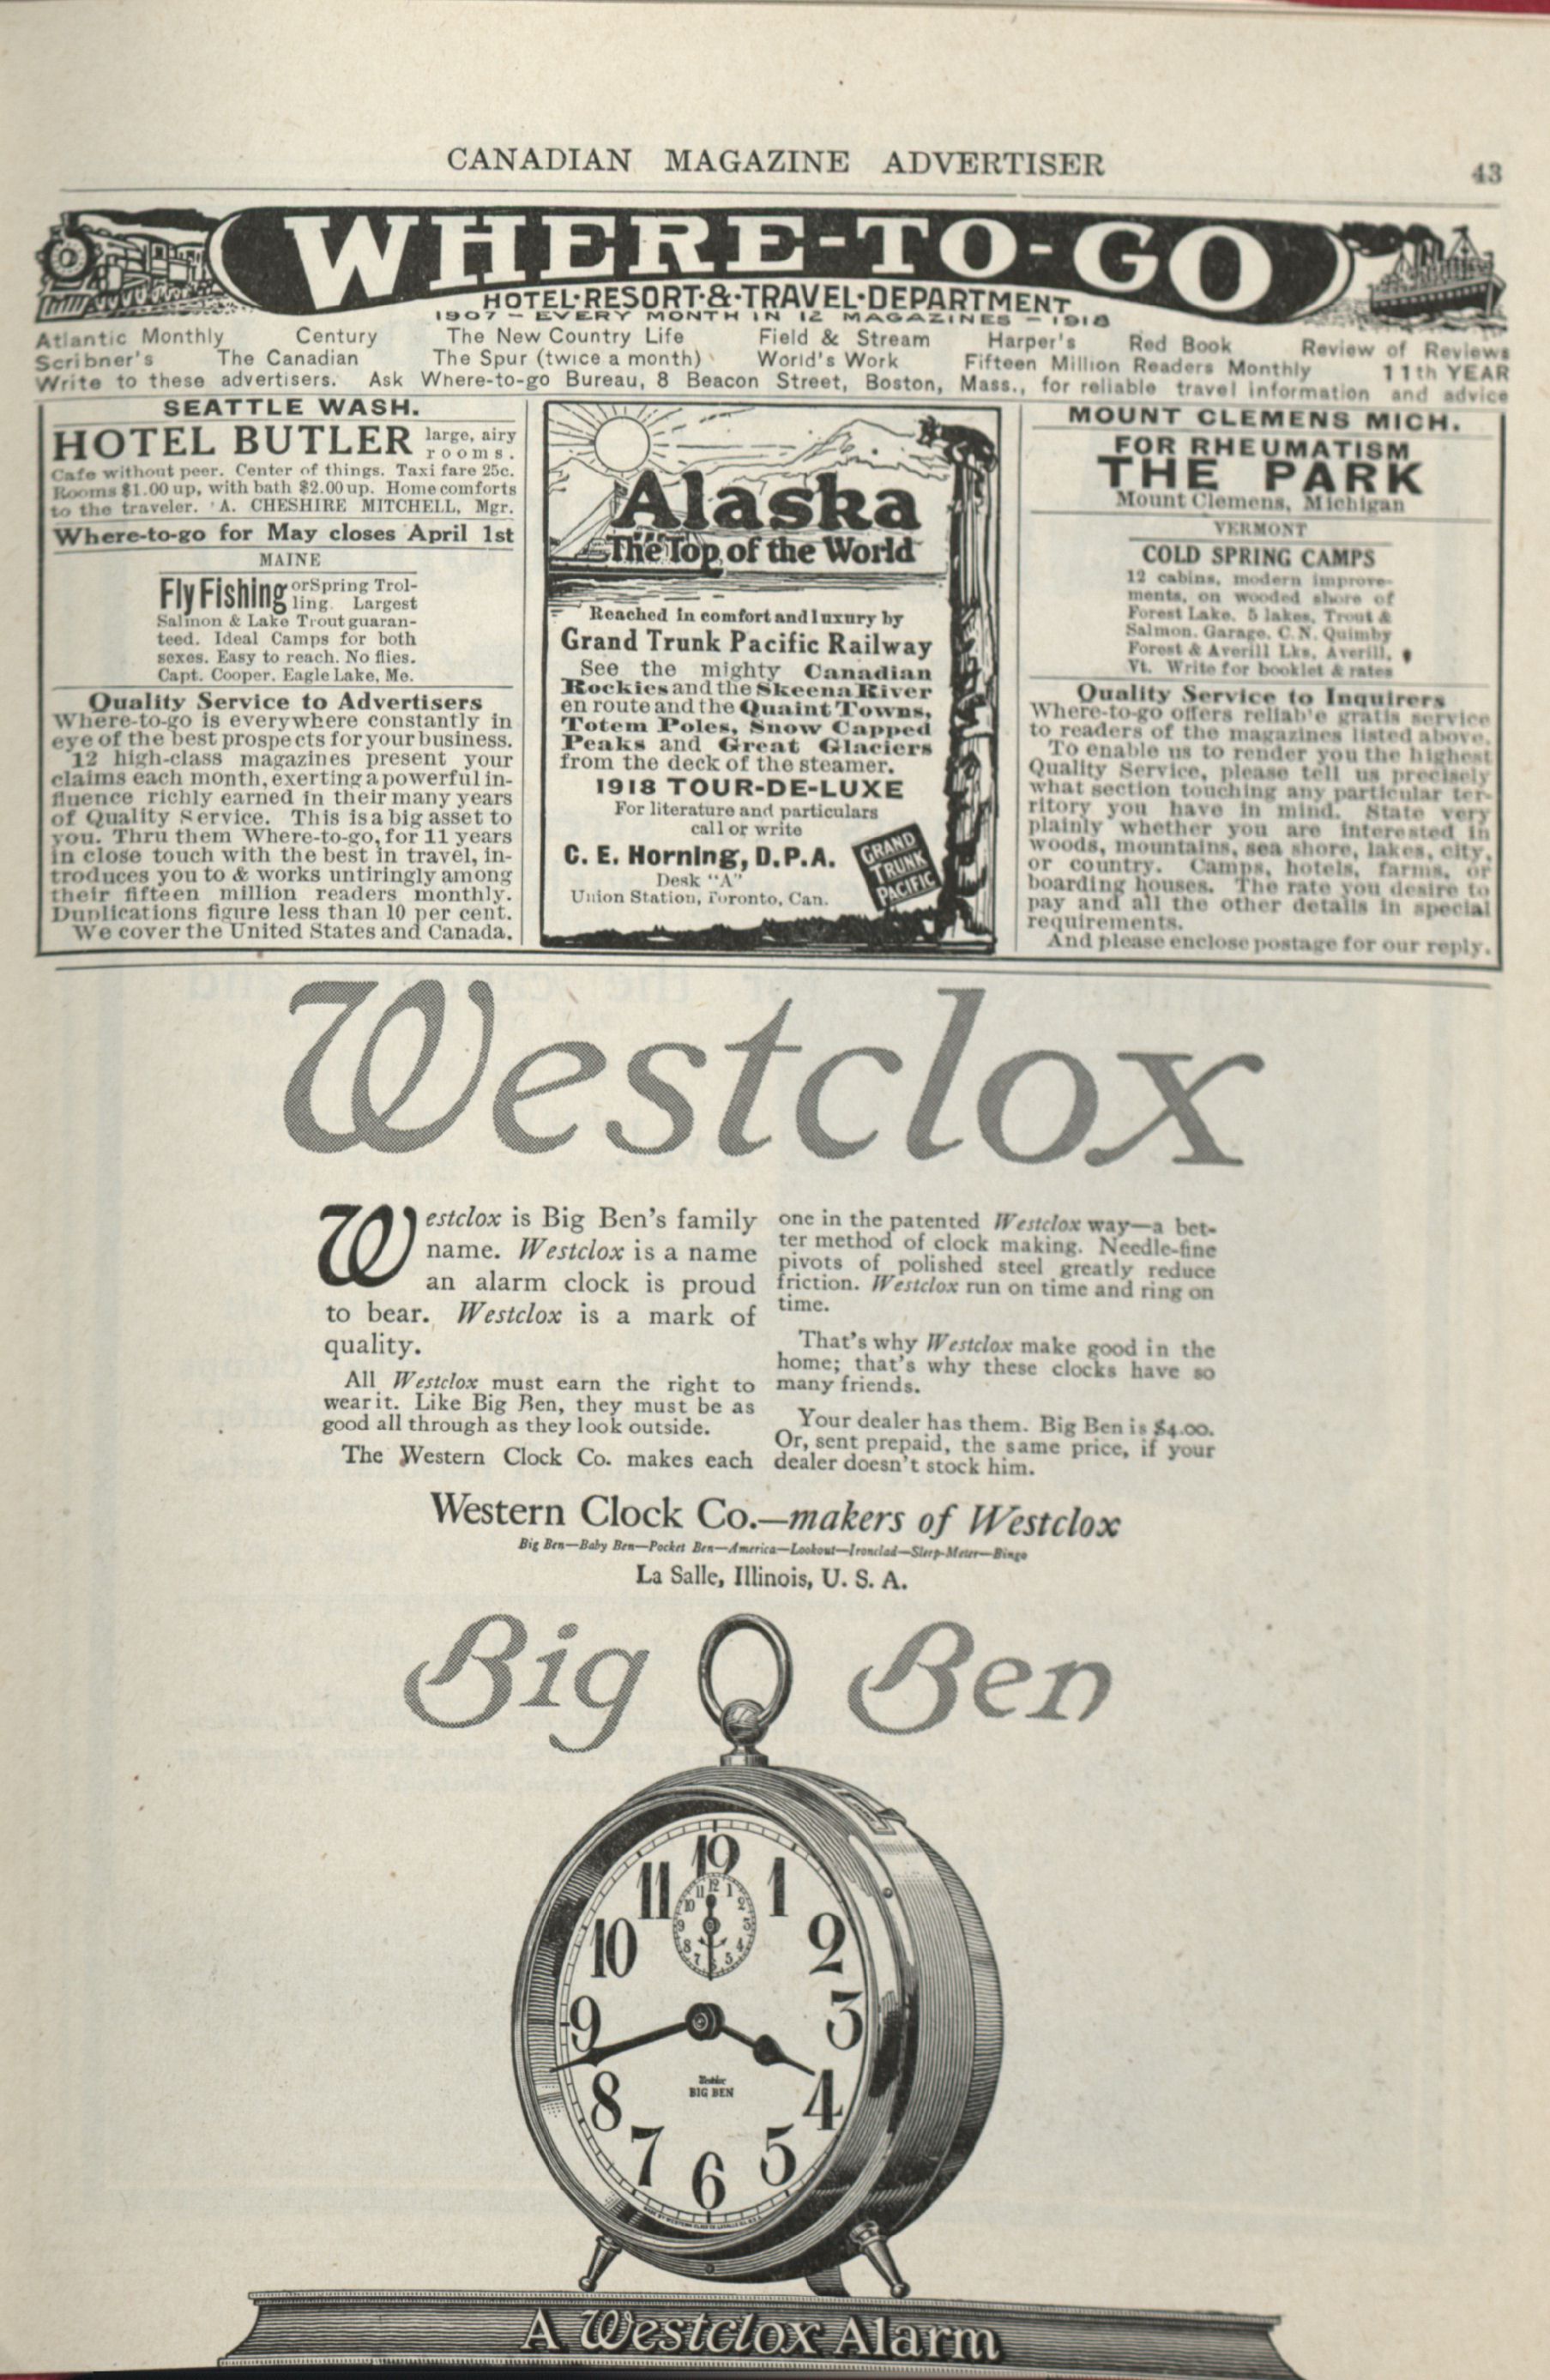 CANADIAN MAGAZINE ADVERTISER
43
WHERE-TO-GO
HOTEL·RESORT·&·TRAVEL·DEPARTMENT
1907 — EVERY MONTH IN 12 MAGAZINES — 1918
Atlantic Monthly Century The New Country Life Field & Stream Harper's Red Book Review of Reviews
Scribner's The Canadian The Spur (twice a month) World's Work Fifteen Million Readers Monthly 11th YEAR
Write to these advertisers. Ask Where-to-go Bureau, 8 Beacon Street, Boston, Mass., for reliable travel information and advice
SEATTLE WASH.
HOTEL BUTLER large, airy
rooms.
Cafe without peer. Center of things. Taxi fare 25c.
Rooms $1.00 up, with bath $2.00 up. Home comforts
to the traveler. A. CHESHIRE MITCHELL, Mgr.
Where-to-go for May closes April 1st
MAINE
Fly Fishing or Spring Trol-
ling. Largest
Salmon & Lake Trout guaran-
teed. Ideal Camps for both
sexes. Easy to reach. No flies.
Capt. Cooper, Eagle Lake, Me.
Quality Service to Advertisers
Where-to-go is everywhere constantly in
eye of the best prospects for your business.
12 high-class magazines present your
claims each month, exerting a powerful in-
fluence richly earned in their many years
of Quality Service. This is a big asset to
you. Thru them Where-to-go, for 11 years
in close touch with the best in travel, in-
troduces you to & works untiringly among
their fifteen million readers monthly.
Duplications figure less than 10 per cent.
We cover the United States and Canada.
Alaska
The Top of the World
Reached in comfort and luxury by
Grand Trunk Pacific Railway
See the mighty Canadian
Rockies and the Skeena River
en route and the Quaint Towns,
Totem Poles, Snow Capped
Peaks and Great Glaciers
from the deck of the steamer.
1918 TOUR-DE-LUXE
For literature and particulars
call or write
C. E. Horning, D.P.A.
Desk "A"
Union Station, Toronto, Can.
GRAND
TRUNK
PACIFIC
MOUNT CLEMENS MICH.
FOR RHEUMATISM
THE PARK
Mount Clemens, Michigan
VERMONT
COLD SPRING CAMPS
12 cabins, modern improve-
ments, on wooded shore of
Forest Lake. 5 lakes, Trout &
Salmon. Garage. C. N. Quimby
Forest & Averill Lks, Averill,
Vt. Write for booklet & rates
Quality Service to Inquirers
Where-to-go offers reliab'e gratis service
to readers of the magazines listed above.
To enable us to render you the highest
Quality Service, please tell us precisely
what section touching any particular ter-
ritory you have in mind. State very
plainly whether you are interested in
woods, mountains, sea shore, lakes, city,
or country. Camps, hotels, farms, or
boarding houses. The rate you desire to
pay and all the other details in special
requirements.
And please enclose postage for our reply.
Westclox
Westclox is Big Ben's family
name. Westclox is a name
an alarm clock is proud
to bear. Westclox is a mark of
quality.
All Westclox must earn the right to
wear it. Like Big Ben, they must be as
good all through as they look outside.
The Western Clock Co. makes each
one in the patented Westclox way—a bet-
ter method of clock making. Needle-fine
pivots of polished steel greatly reduce
friction. Westclox run on time and ring on
time.
That's why Westclox make good in the
home; that's why these clocks have so
many friends.
Your dealer has them. Big Ben is $4.00.
Or, sent prepaid, the same price, if your
dealer doesn't stock him.
Western Clock Co.—makers of Westclox
Big Ben—Baby Ben—Pocket Ben—America—Lookout—Ironclad—Sleep-Meter—Bingo
La Salle, Illinois, U. S. A.
Big Ben
12
11 1
10 2
9 3
8 4
7 5
6
Westclox
BIG BEN
A Westclox Alarm